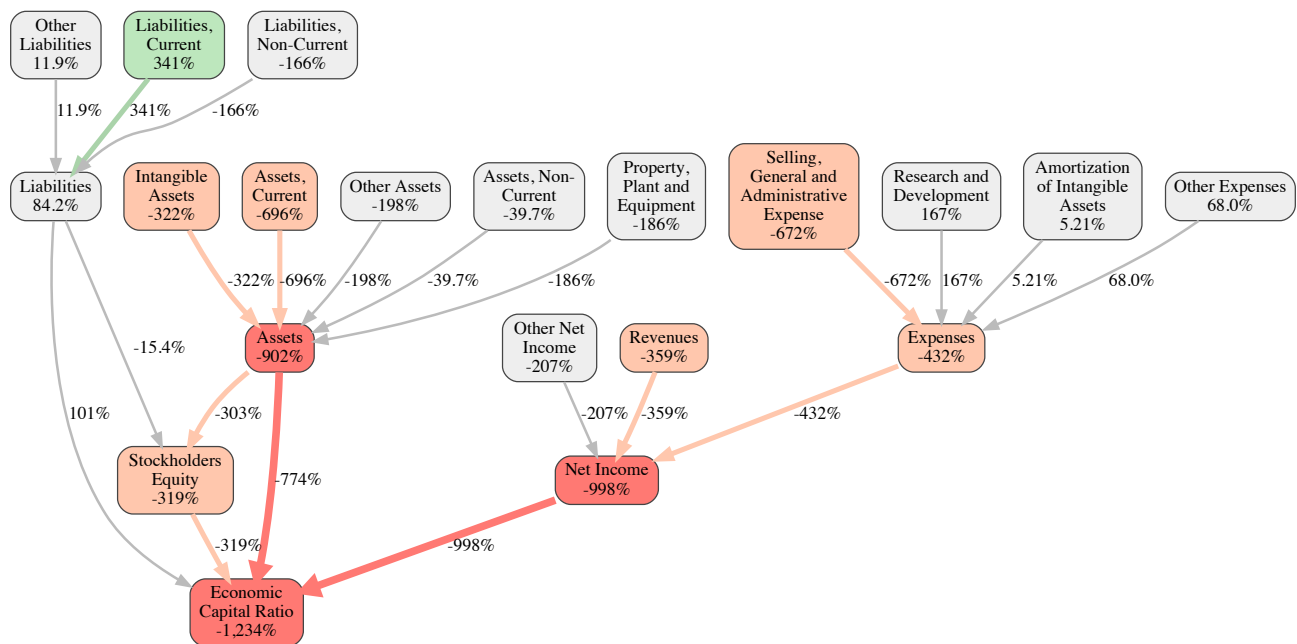 Other
Liabilities
11.9%
Liabilities,
Current
341%
Liabilities,
Non-Current
-166%
11.9%
341%
-166%
Liabilities
84.2%
Intangible
Assets
-322%
Assets,
Current
-696%
Other Assets
-198%
Assets, Non-
Current
-39.7%
Property,
Plant and
Equipment
-186%
Selling,
General and
Administrative
Expense
-672%
Research and
Development
167%
Amortization
of Intangible
Assets
5.21%
Other Expenses
68.0%
-322%
-696%
-198%
-39.7%
-186%
-672%
167%
5.21%
68.0%
-15.4%
Assets
-902%
Other Net
Income
-207%
Revenues
-359%
Expenses
-432%
101%
-303%
-774%
-207%
-359%
-432%
Stockholders
Equity
-319%
Net Income
-998%
-319%
-998%
Economic
Capital Ratio
-1,234%